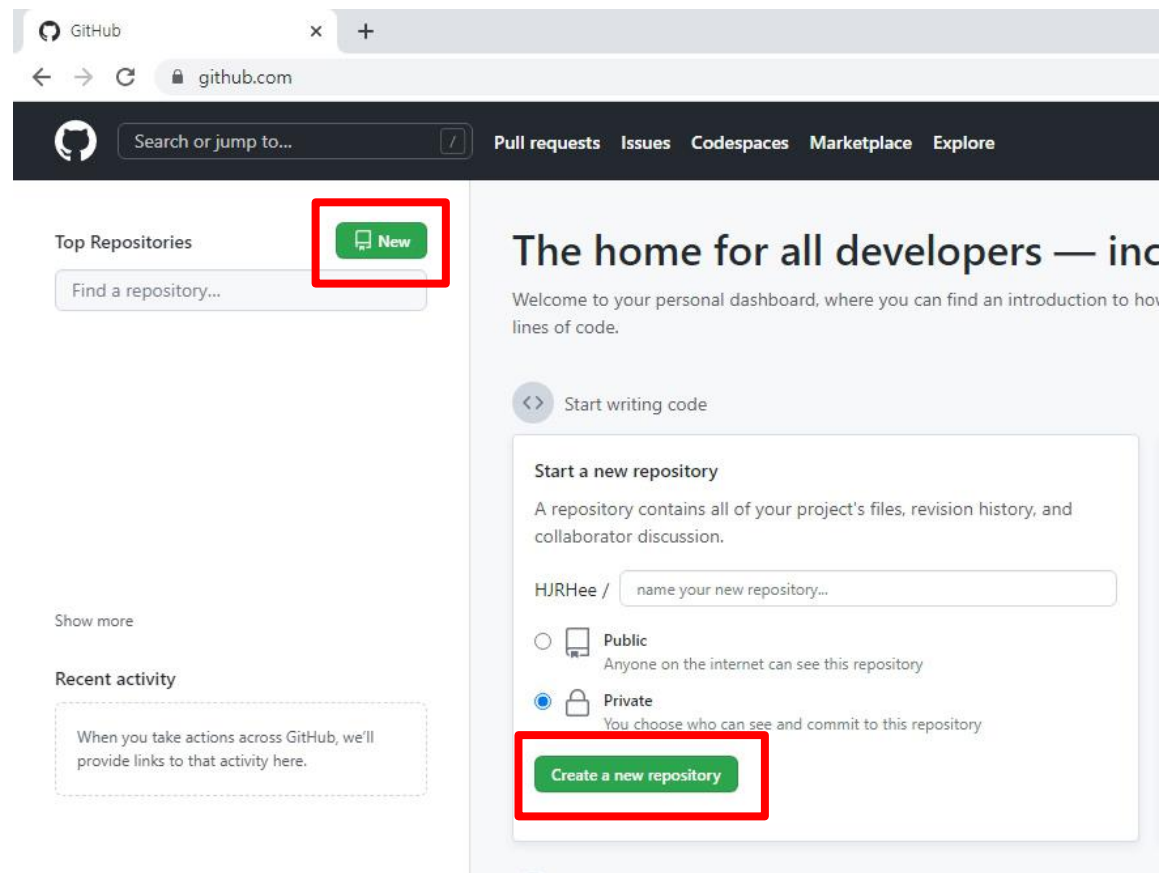 GitHub
github.com
Search or jump to...
/
Pull requests Issues Codespaces Marketplace Explore
Top Repositories
New
Find a repository...
Show more
Recent activity
When you take actions across GitHub, we'll
provide links to that activity here.
The home for all developers — inc
Welcome to your personal dashboard, where you can find an introduction to how
lines of code.
<> Start writing code
Start a new repository
A repository contains all of your project's files, revision history, and
collaborator discussion.
HJRHee / name your new repository...
Public
Anyone on the internet can see this repository
Private
You choose who can see and commit to this repository
Create a new repository